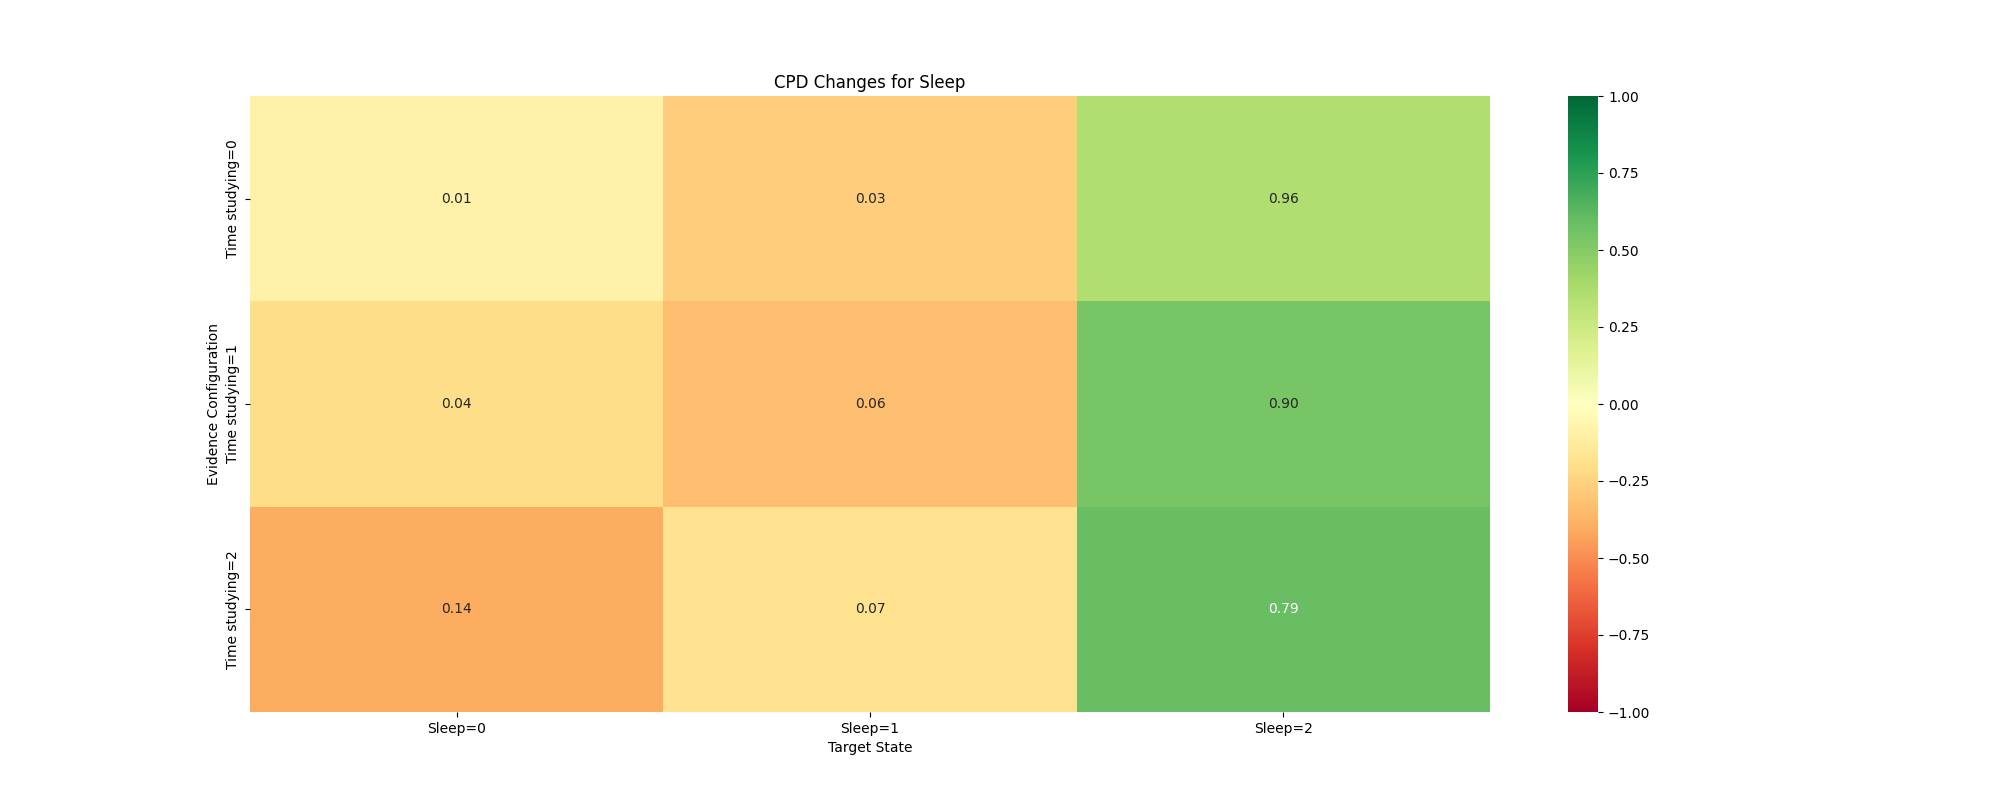 CPD Changes for Sleep
Evidence Configuration
Time studying=0
0.01 0.03 0.96
Time studying=1
0.04 0.06 0.90
Time studying=2
0.14 0.07 0.79
Sleep=0 Sleep=1 Sleep=2
Target State
1.00
0.75
0.50
0.25
0.00
−0.25
−0.50
−0.75
−1.00